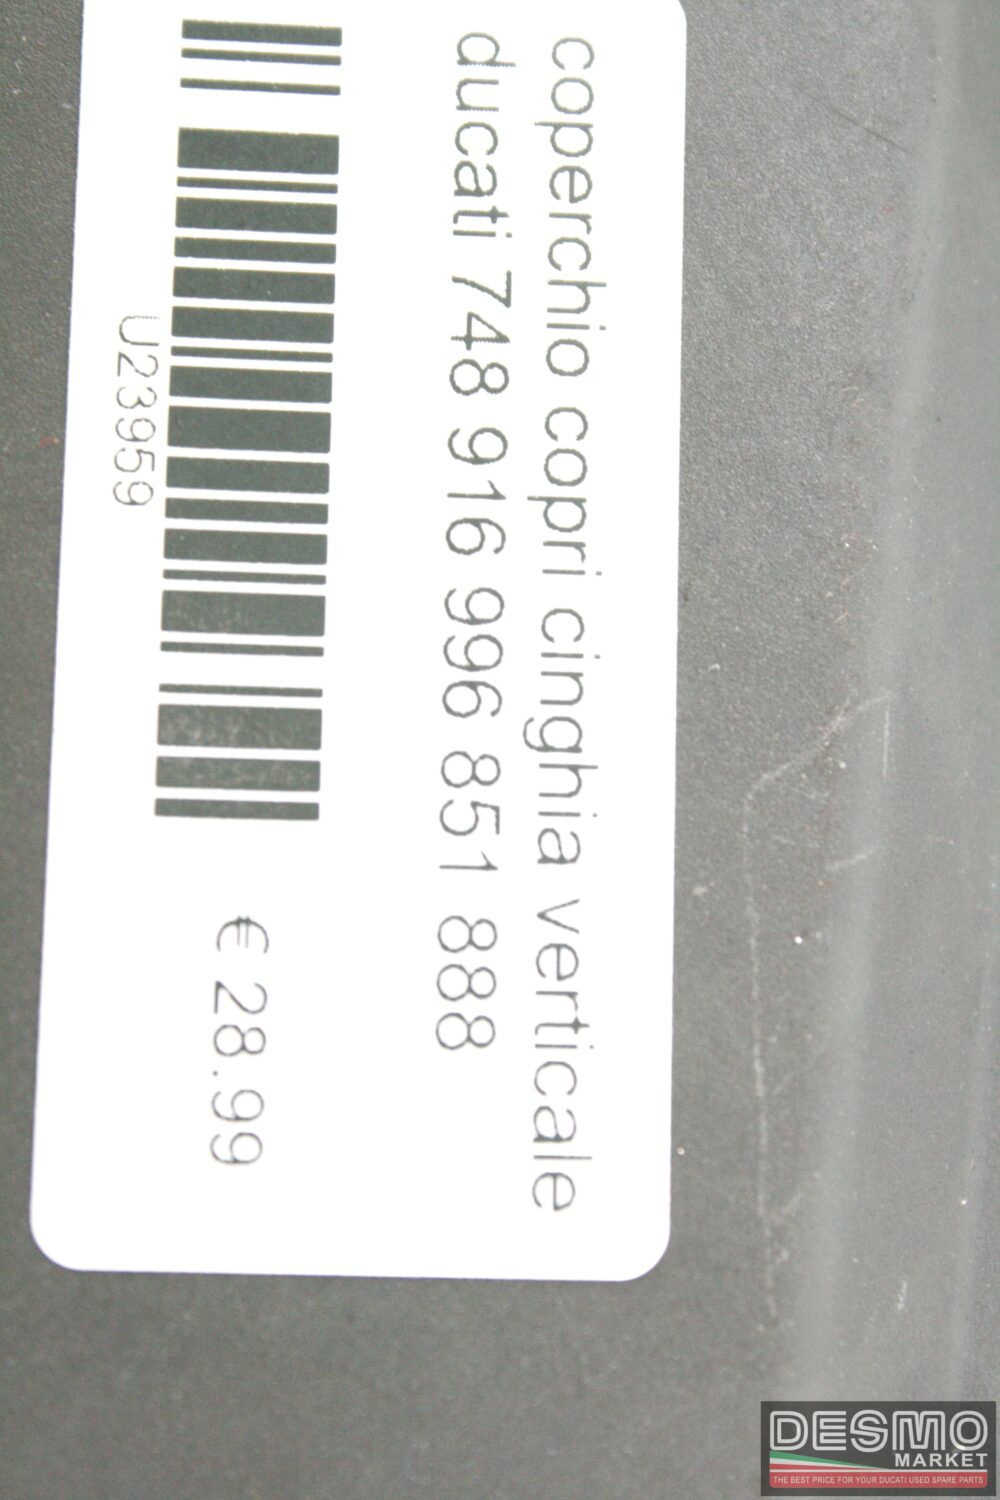 coperchio copri cinghia verticale
ducati 748 916 996 851 888
U23959
€ 28.99
DESMO
MARKET
THE BEST PRICE FOR YOUR DUCATI USED SPARE PARTS